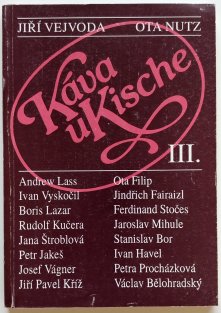 JIŘÍ VEJVODA OTA NUTZ
Káva
u Kische
III.
Andrew Lass
Ivan Vyskočil
Boris Lazar
Rudolf Kučera
Jana Štroblová
Petr Jakeš
Josef Vágner
Jiří Pavel Kříž
Ota Filip
Jindřich Fairaizl
Ferdinand Stočes
Jaroslav Mihule
Stanislav Bor
Ivan Havel
Petra Procházková
Václav Bělohradský